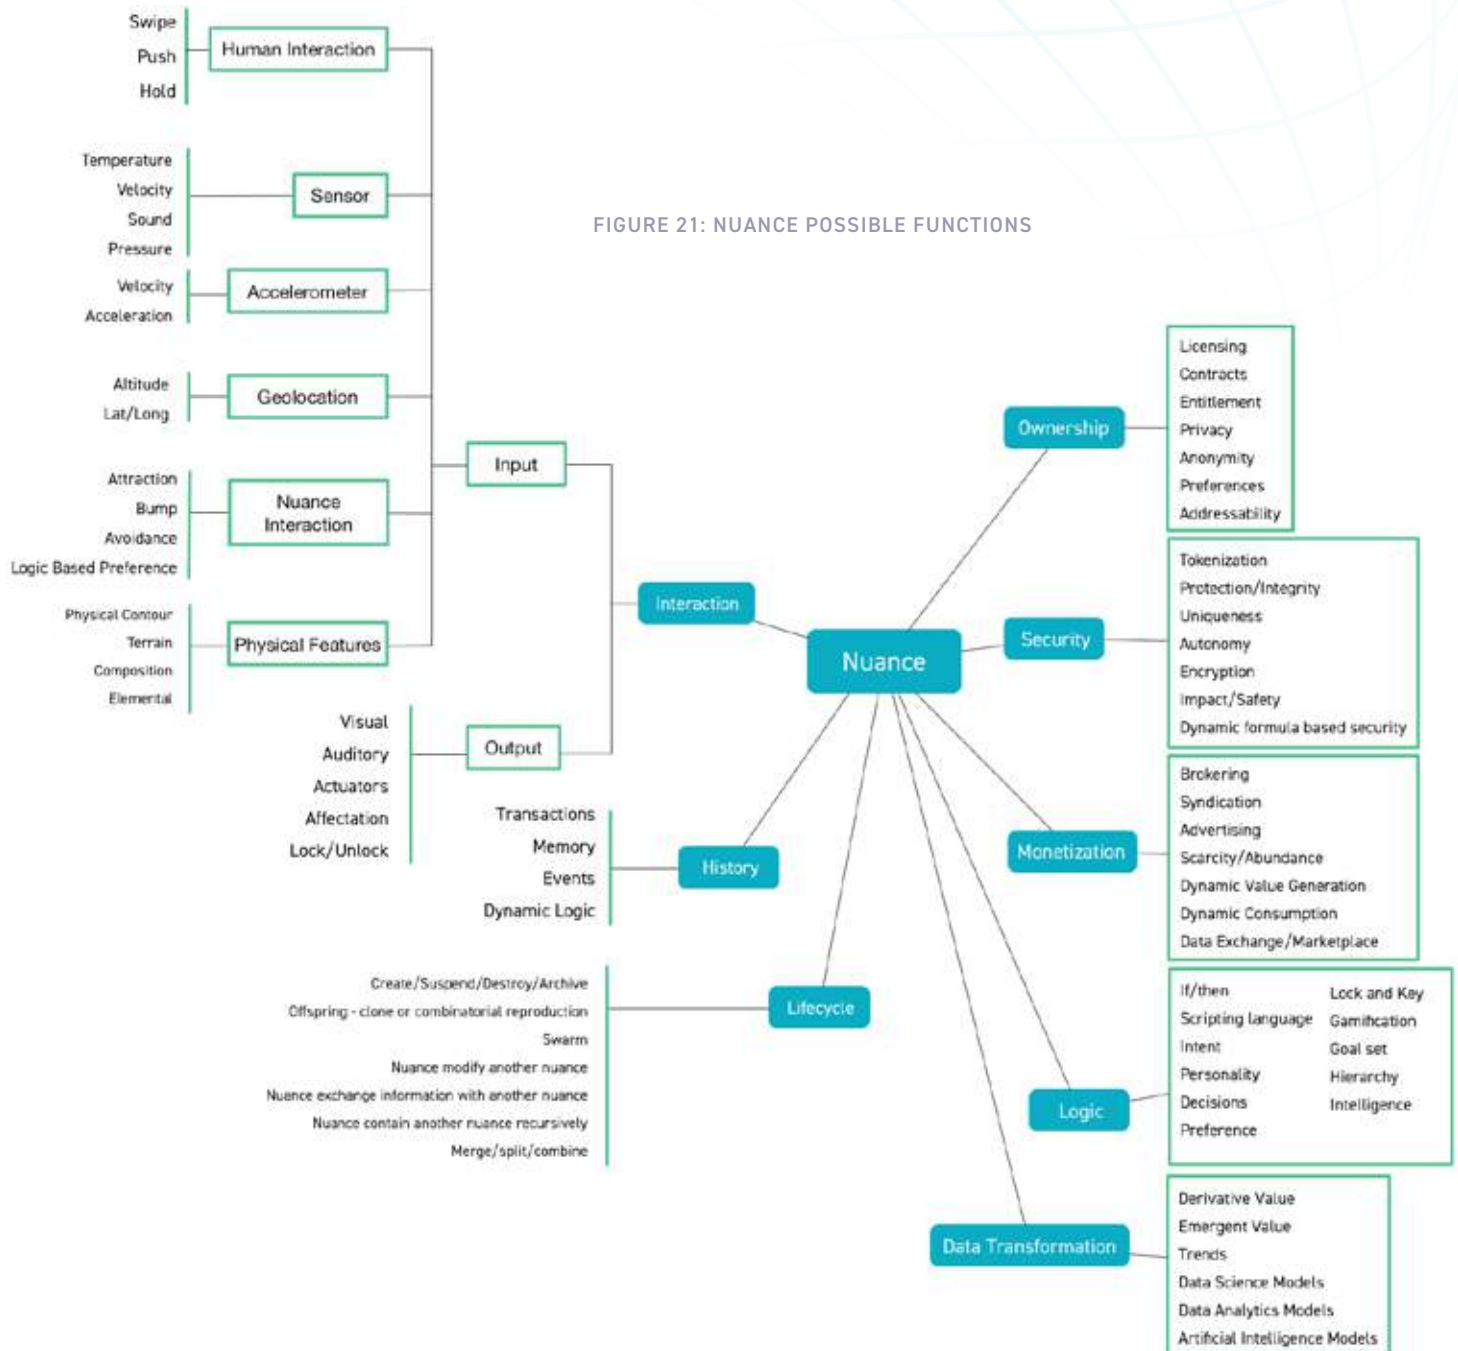 Swipe
Push
Hold
Human Interaction
Temperature
Velocity
Sound
Pressure
Sensor
FIGURE 21: NUANCE POSSIBLE FUNCTIONS
Velocity
Acceleration
Accelerometer
Altitude
Lat/Long
Geolocation
Attraction
Bump
Avoidance
Logic Based Preference
Nuance
Interaction
Physical Contour
Terrain
Composition
Elemental
Physical Features
Input
Visual
Auditory
Actuators
Affectation
Lock/Unlock
Output
Interaction
Nuance
Ownership
Licensing
Contracts
Entitlement
Privacy
Anonymity
Preferences
Addressability
Security
Tokenization
Protection/Integrity
Uniqueness
Autonomy
Encryption
Impact/Safety
Dynamic formula based security
Monetization
Brokering
Syndication
Advertising
Scarcity/Abundance
Dynamic Value Generation
Dynamic Consumption
Data Exchange/Marketplace
Transactions
Memory
Events
Dynamic Logic
History
Create/Suspend/Destroy/Archive
Offspring - clone or combinatorial reproduction
Swarm
Nuance modify another nuance
Nuance exchange information with another nuance
Nuance contain another nuance recursively
Merge/split/combine
Lifecycle
Logic
If/then
Scripting language
Intent
Personality
Decisions
Preference
Lock and Key
Gamification
Goal set
Hierarchy
Intelligence
Data Transformation
Derivative Value
Emergent Value
Trends
Data Science Models
Data Analytics Models
Artificial Intelligence Models